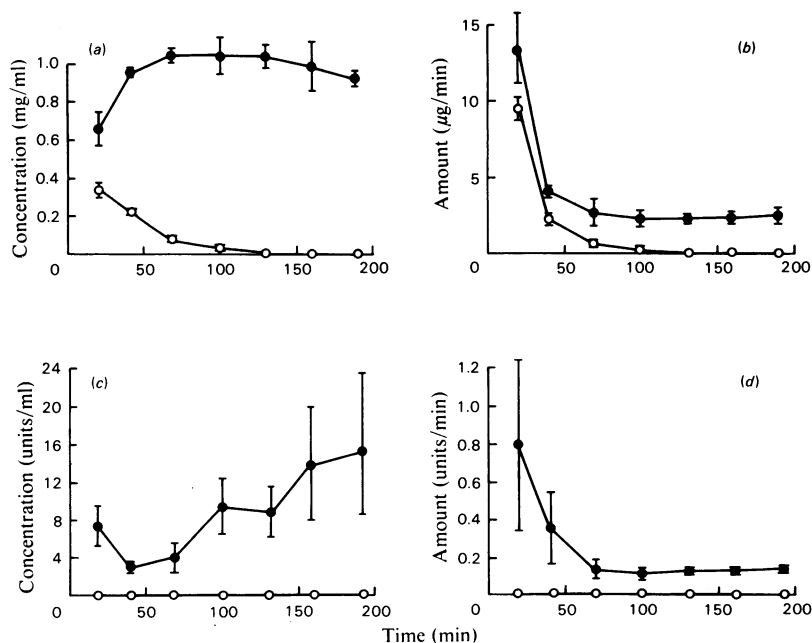 (a)
Concentration (mg/ml)
1.0
0.8
0.6
0.4
0.2
0 50 100 150 200
(b)
Amount (µg/min)
15
10
5
0 50 100 150 200
(c)
Concentration (units/ml)
24
20
16
12
8
4
0 50 100 150 200
(d)
Amount (units/min)
1.2
1.0
0.8
0.4
0.2
0 50 100 150 200
Time (min)